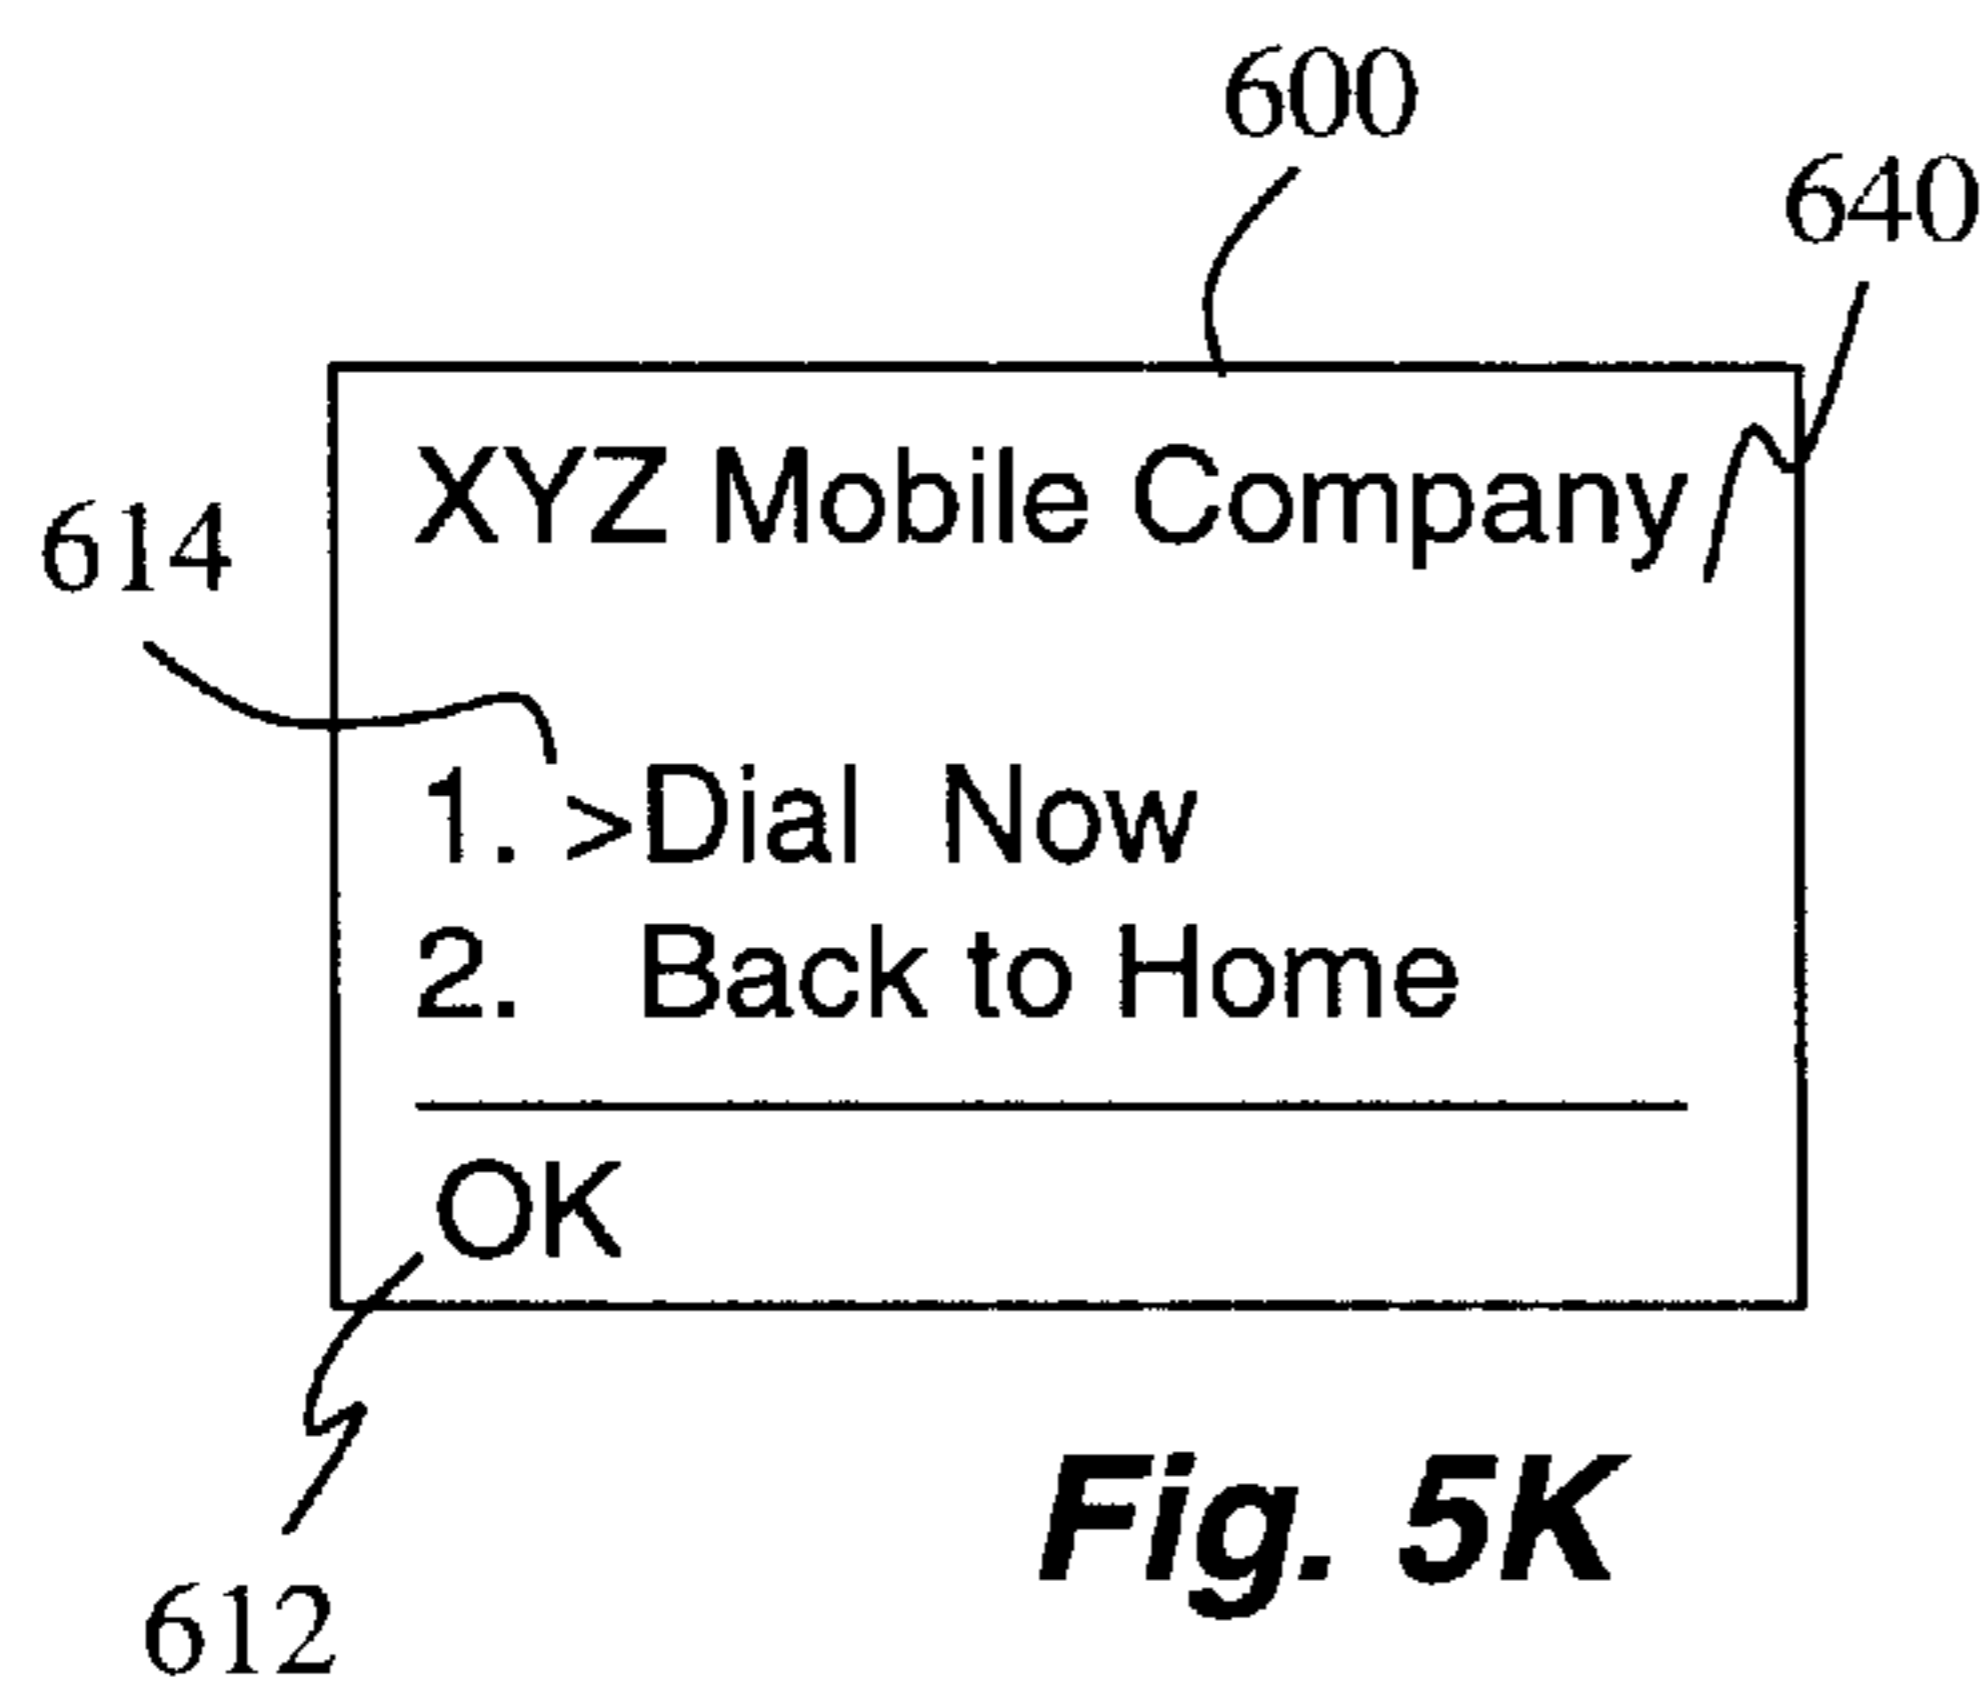 600
640
XYZ Mobile Company
614
1. >Dial Now
2. Back to Home
OK
Fig. 5K
612